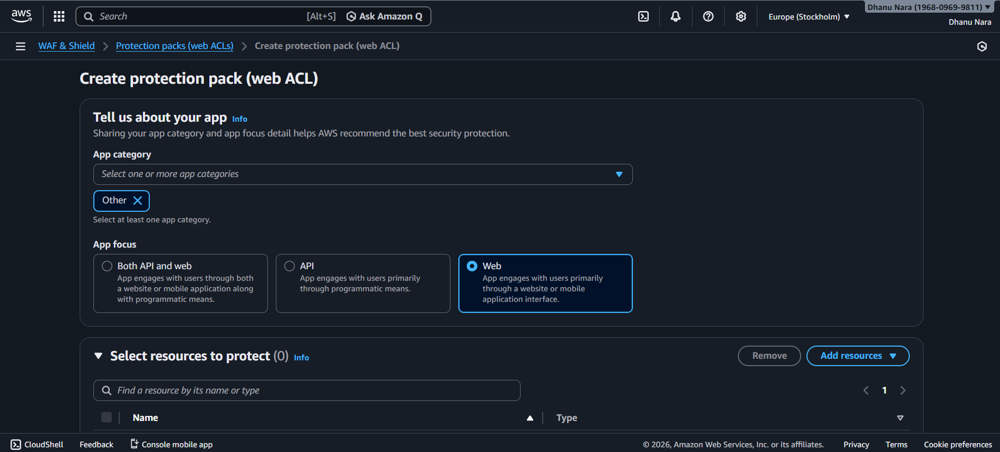 aws
Search [Alt+S] Ask Amazon Q
Europe (Stockholm)
Dhanu Nara (1968-0969-9811)
Dhanu Nara
WAF & Shield
Protection packs (web ACLs)
Create protection pack (web ACL)
Create protection pack (web ACL)
Tell us about your app Info
Sharing your app category and app focus detail helps AWS recommend the best security protection.
App category
Select one or more app categories
Other
Select at least one app category.
App focus
Both API and web
App engages with users through both
a website or mobile application along
with programmatic means.
API
App engages with users primarily
through programmatic means.
Web
App engages with users primarily
through a website or mobile
application interface.
Select resources to protect (0) Info
Remove
Add resources
Find a resource by its name or type
1
Name
Type
CloudShell
Feedback
Console mobile app
© 2026, Amazon Web Services, Inc. or its affiliates.
Privacy
Terms
Cookie preferences